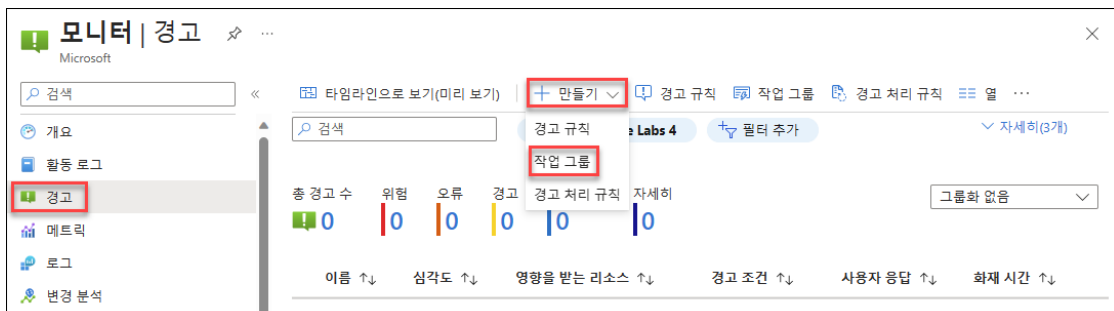 모니터 | 경고
Microsoft
검색
타임라인으로 보기(미리 보기) 만들기 경고 규칙 작업 그룹 경고 처리 규칙 열 ...
개요
활동 로그
경고
메트릭
로그
변경 분석
검색
경고 규칙
작업 그룹
경고 처리 규칙
Labs 4
필터 추가
자세히(3개)
총 경고 수 위험 오류 경고 자세히
0 0 0 0 0 0
그룹화 없음
이름 심각도 영향을 받는 리소스 경고 조건 사용자 응답 화재 시간